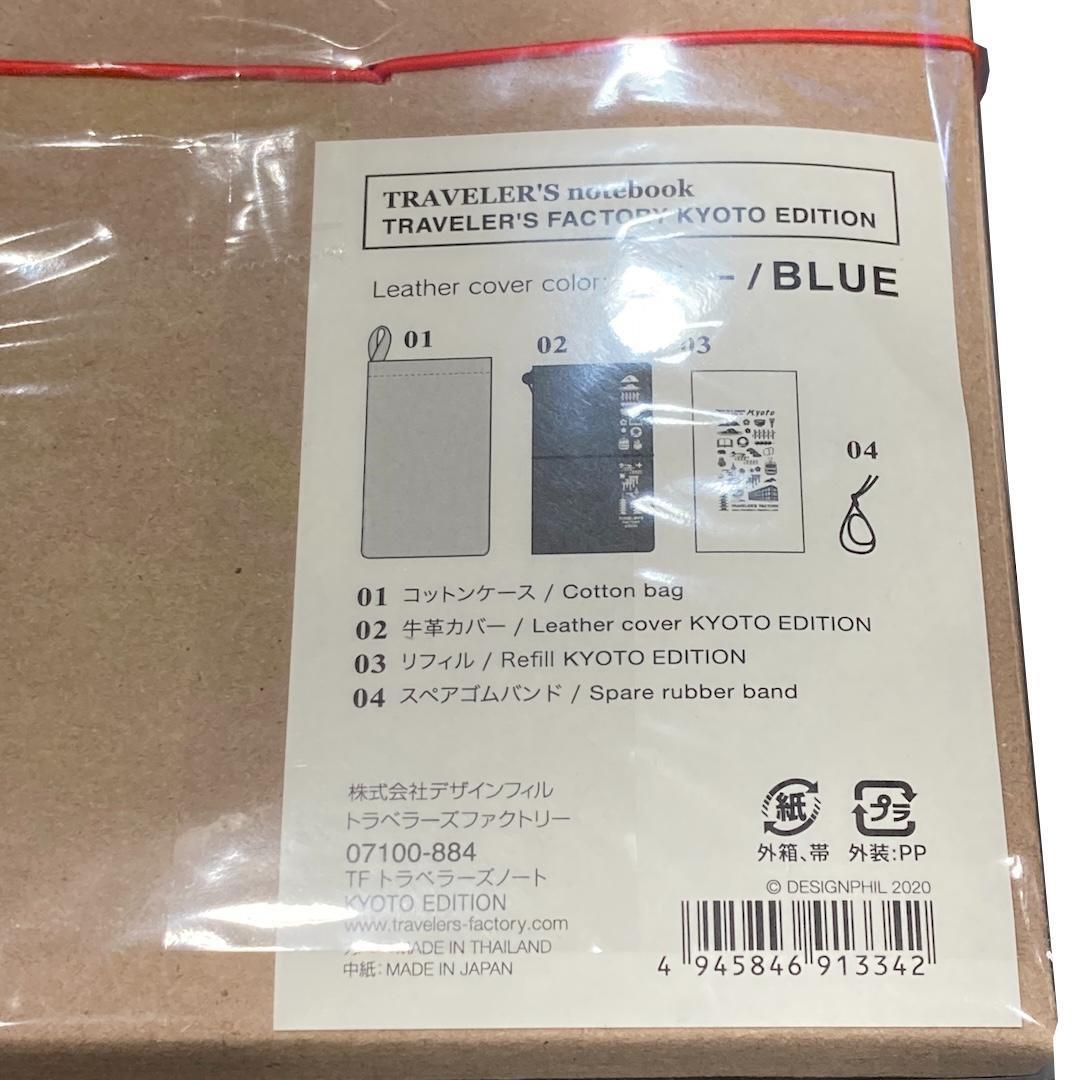 TRAVELER'S notebook
TRAVELER'S FACTORY KYOTO EDITION
Leather cover color: ー / BLUE
01
02
03
04
Kyoto
TRAVELER'S FACTORY
01 コットンケース / Cotton bag
02 牛革カバー / Leather cover KYOTO EDITION
03 リフィル / Refill KYOTO EDITION
04 スペアゴムバンド / Spare rubber band
株式会社デザインフィル
トラベラーズファクトリー
07100-884
TF トラベラーズノート
KYOTO EDITION
www.travelers-factory.com
MADE IN THAILAND
中紙: MADE IN JAPAN
紙
プラ
外箱、帯
外装:PP
© DESIGNPHIL 2020
4 945846 913342